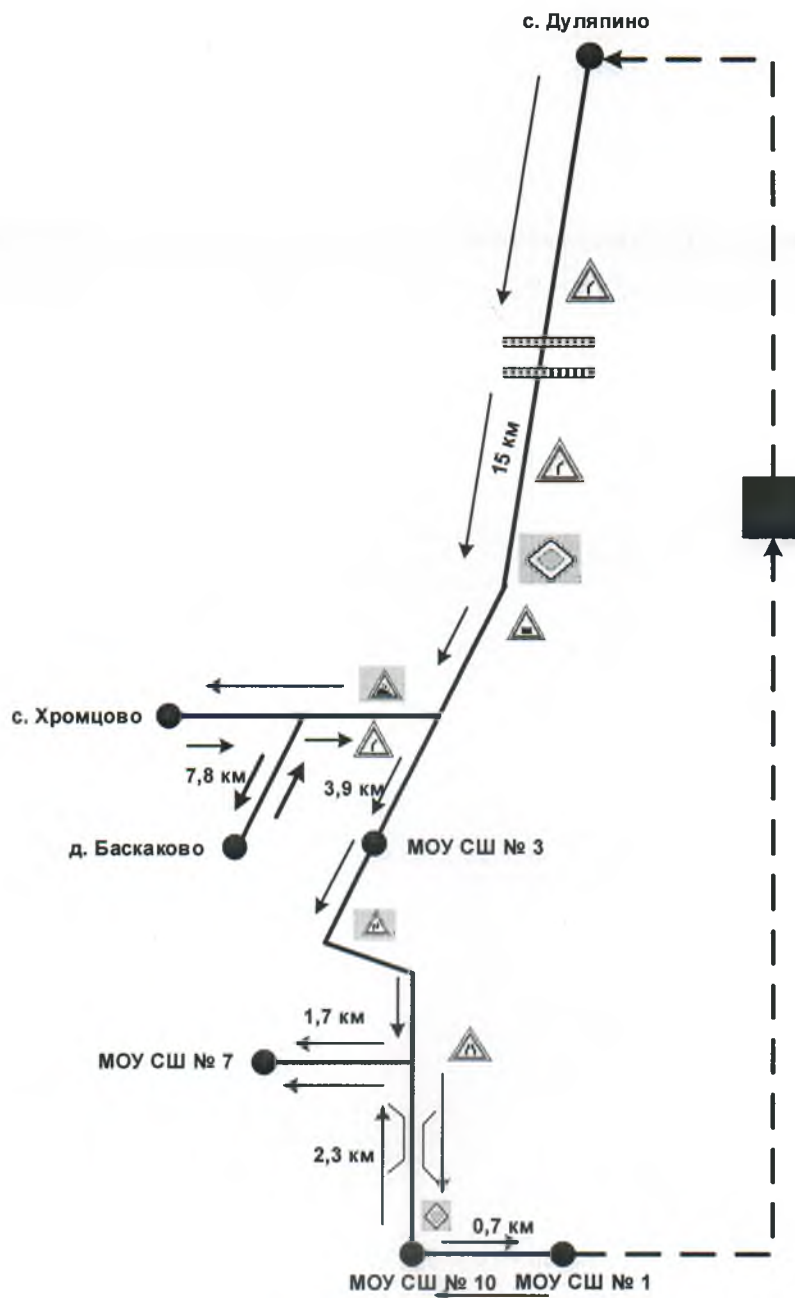 с. Дуляпино
15 км
с. Хромцово
7,8 км
3,9 км
д. Баскаково
МОУ СШ № 3
1,7 км
МОУ СШ № 7
2,3 км
0,7 км
МОУ СШ № 10 МОУ СШ № 1